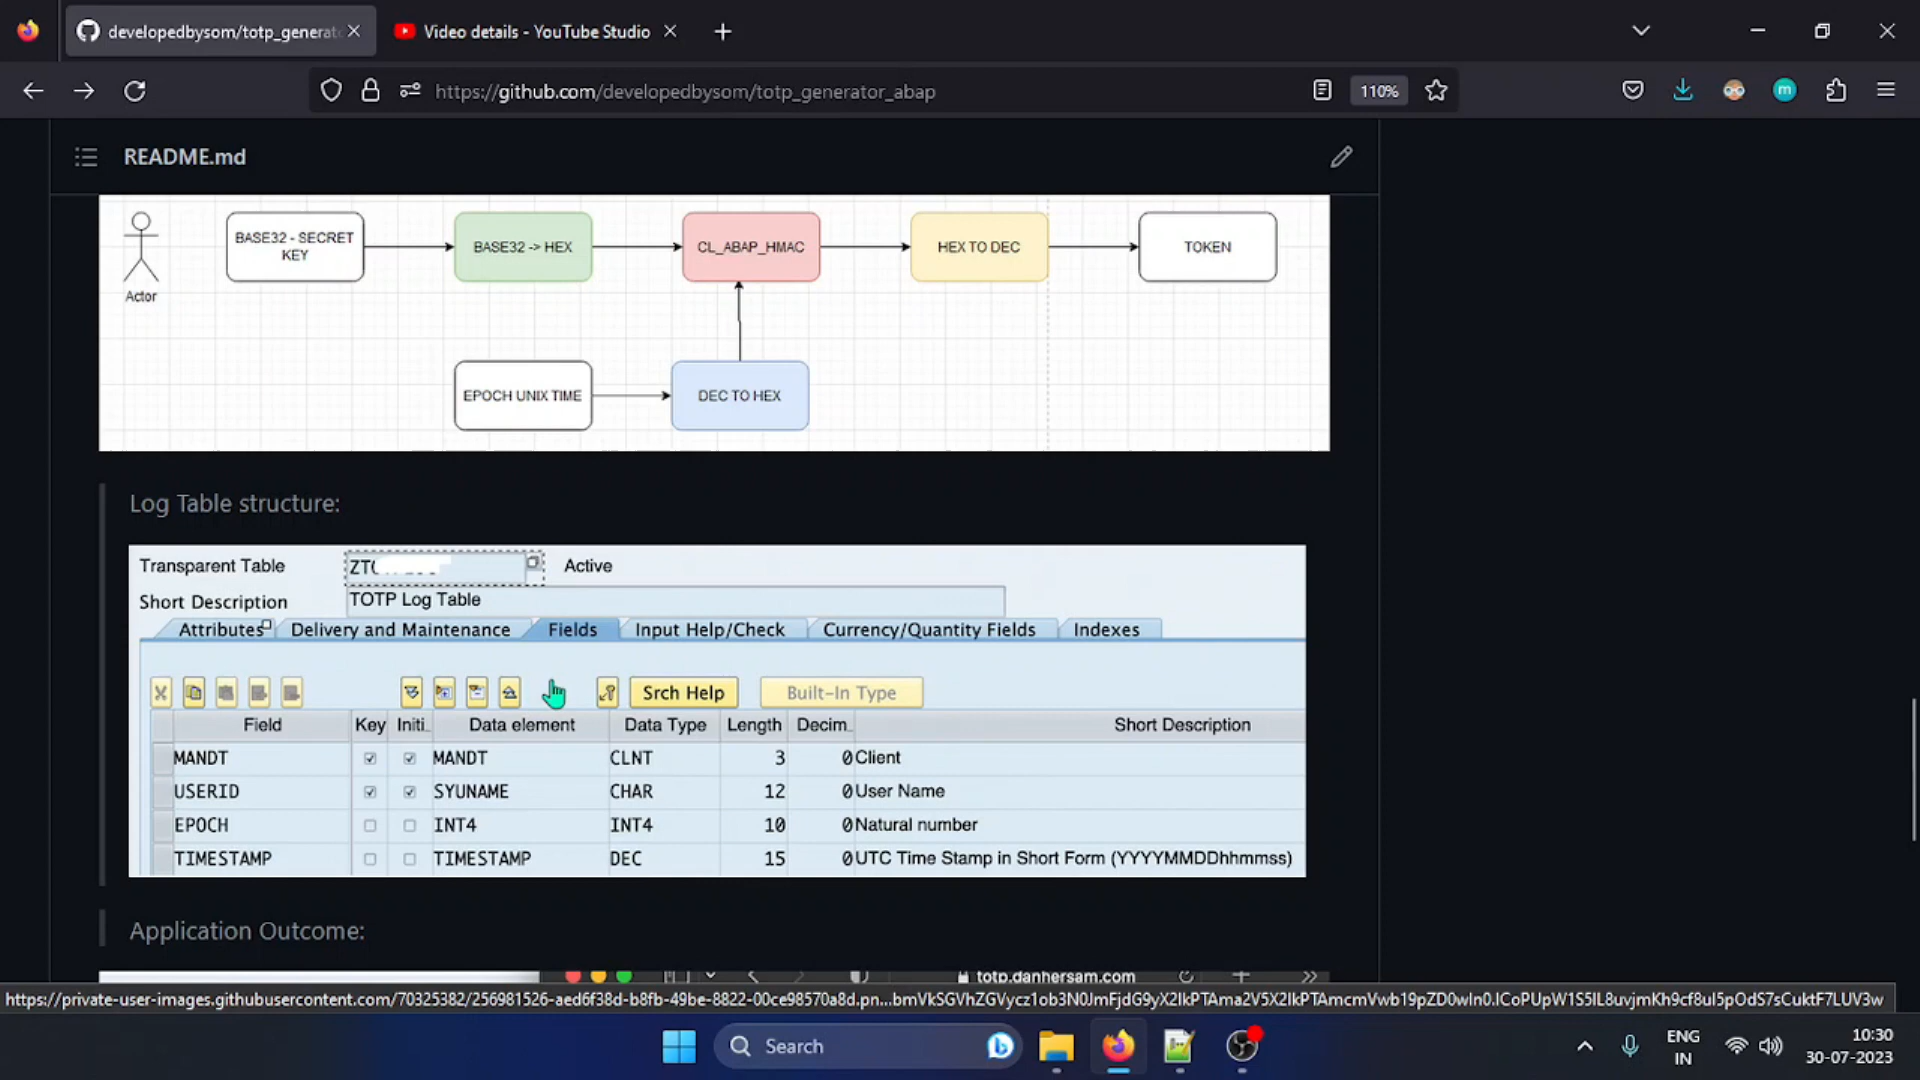 developedbysom/totp_generat
Video details - YouTube Studio
https://github.com/developedbysom/totp_generator_abap
110%
README.md
Actor
BASE32 - SECRET
KEY
BASE32 -> HEX
CL_ABAP_HMAC
HEX TO DEC
TOKEN
EPOCH UNIX TIME
DEC TO HEX
Log Table structure:
Transparent Table
Active
Short Description TOTP Log Table
Attributes Delivery and Maintenance Fields Input Help/Check Currency/Quantity Fields Indexes
Srch Help Built-In Type
Field Key Initi.. Data element Data Type Length Decim.. Short Description
MANDT MANDT CLNT 3 0 Client
USERID SYUNAME CHAR 12 0 User Name
EPOCH INT4 INT4 10 0 Natural number
TIMESTAMP TIMESTAMP DEC 15 0 UTC Time Stamp in Short Form (YYYYMMDDhhmmss)
Application Outcome:
totp.danhersam.com
Search
ENG
IN
10:30
30-07-2023